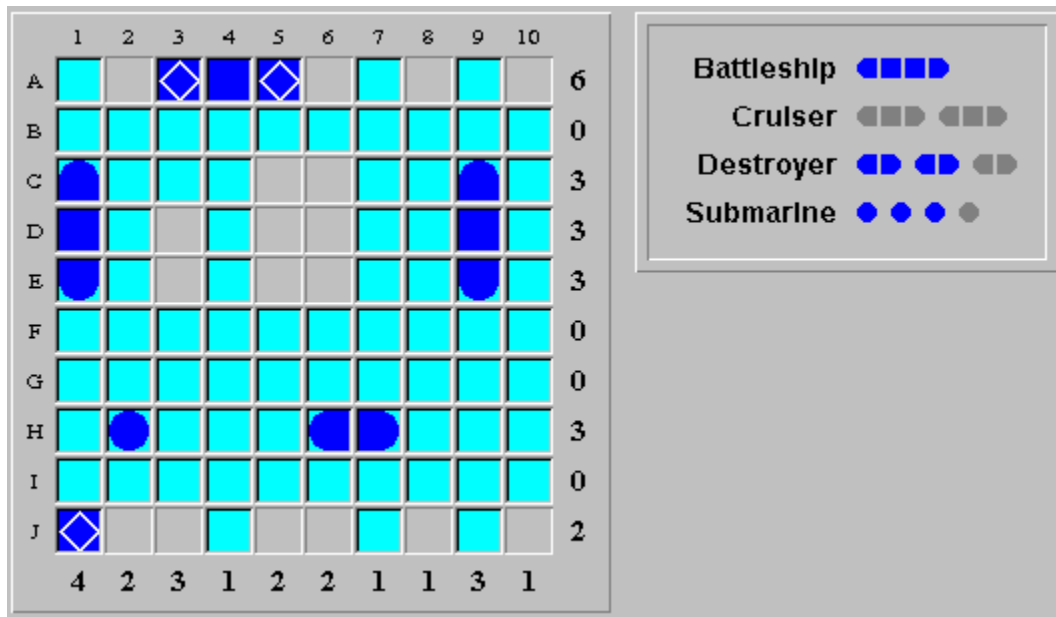 1 2 3 4 5 6 7 8 9 10
A 6
B 0
C 3
D 3
E 3
F 0
G 0
H 3
I 0
J 2
4 2 3 1 2 2 1 1 3 1
Battleship
Cruiser
Destroyer
Submarine